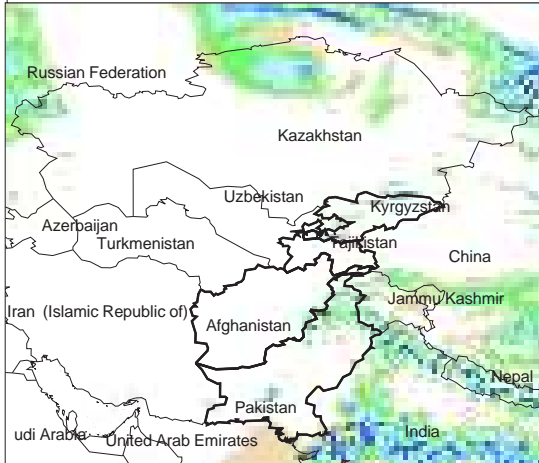 Russian Federation
Kazakhstan
Uzbekistan
Kyrgyzstan
Azerbaijan
Turkmenistan
Tajikistan
China
Iran (Islamic Republic of)
Jammu Kashmir
Afghanistan
Nepal
Pakistan
udi Arabia
United Arab Emirates
India